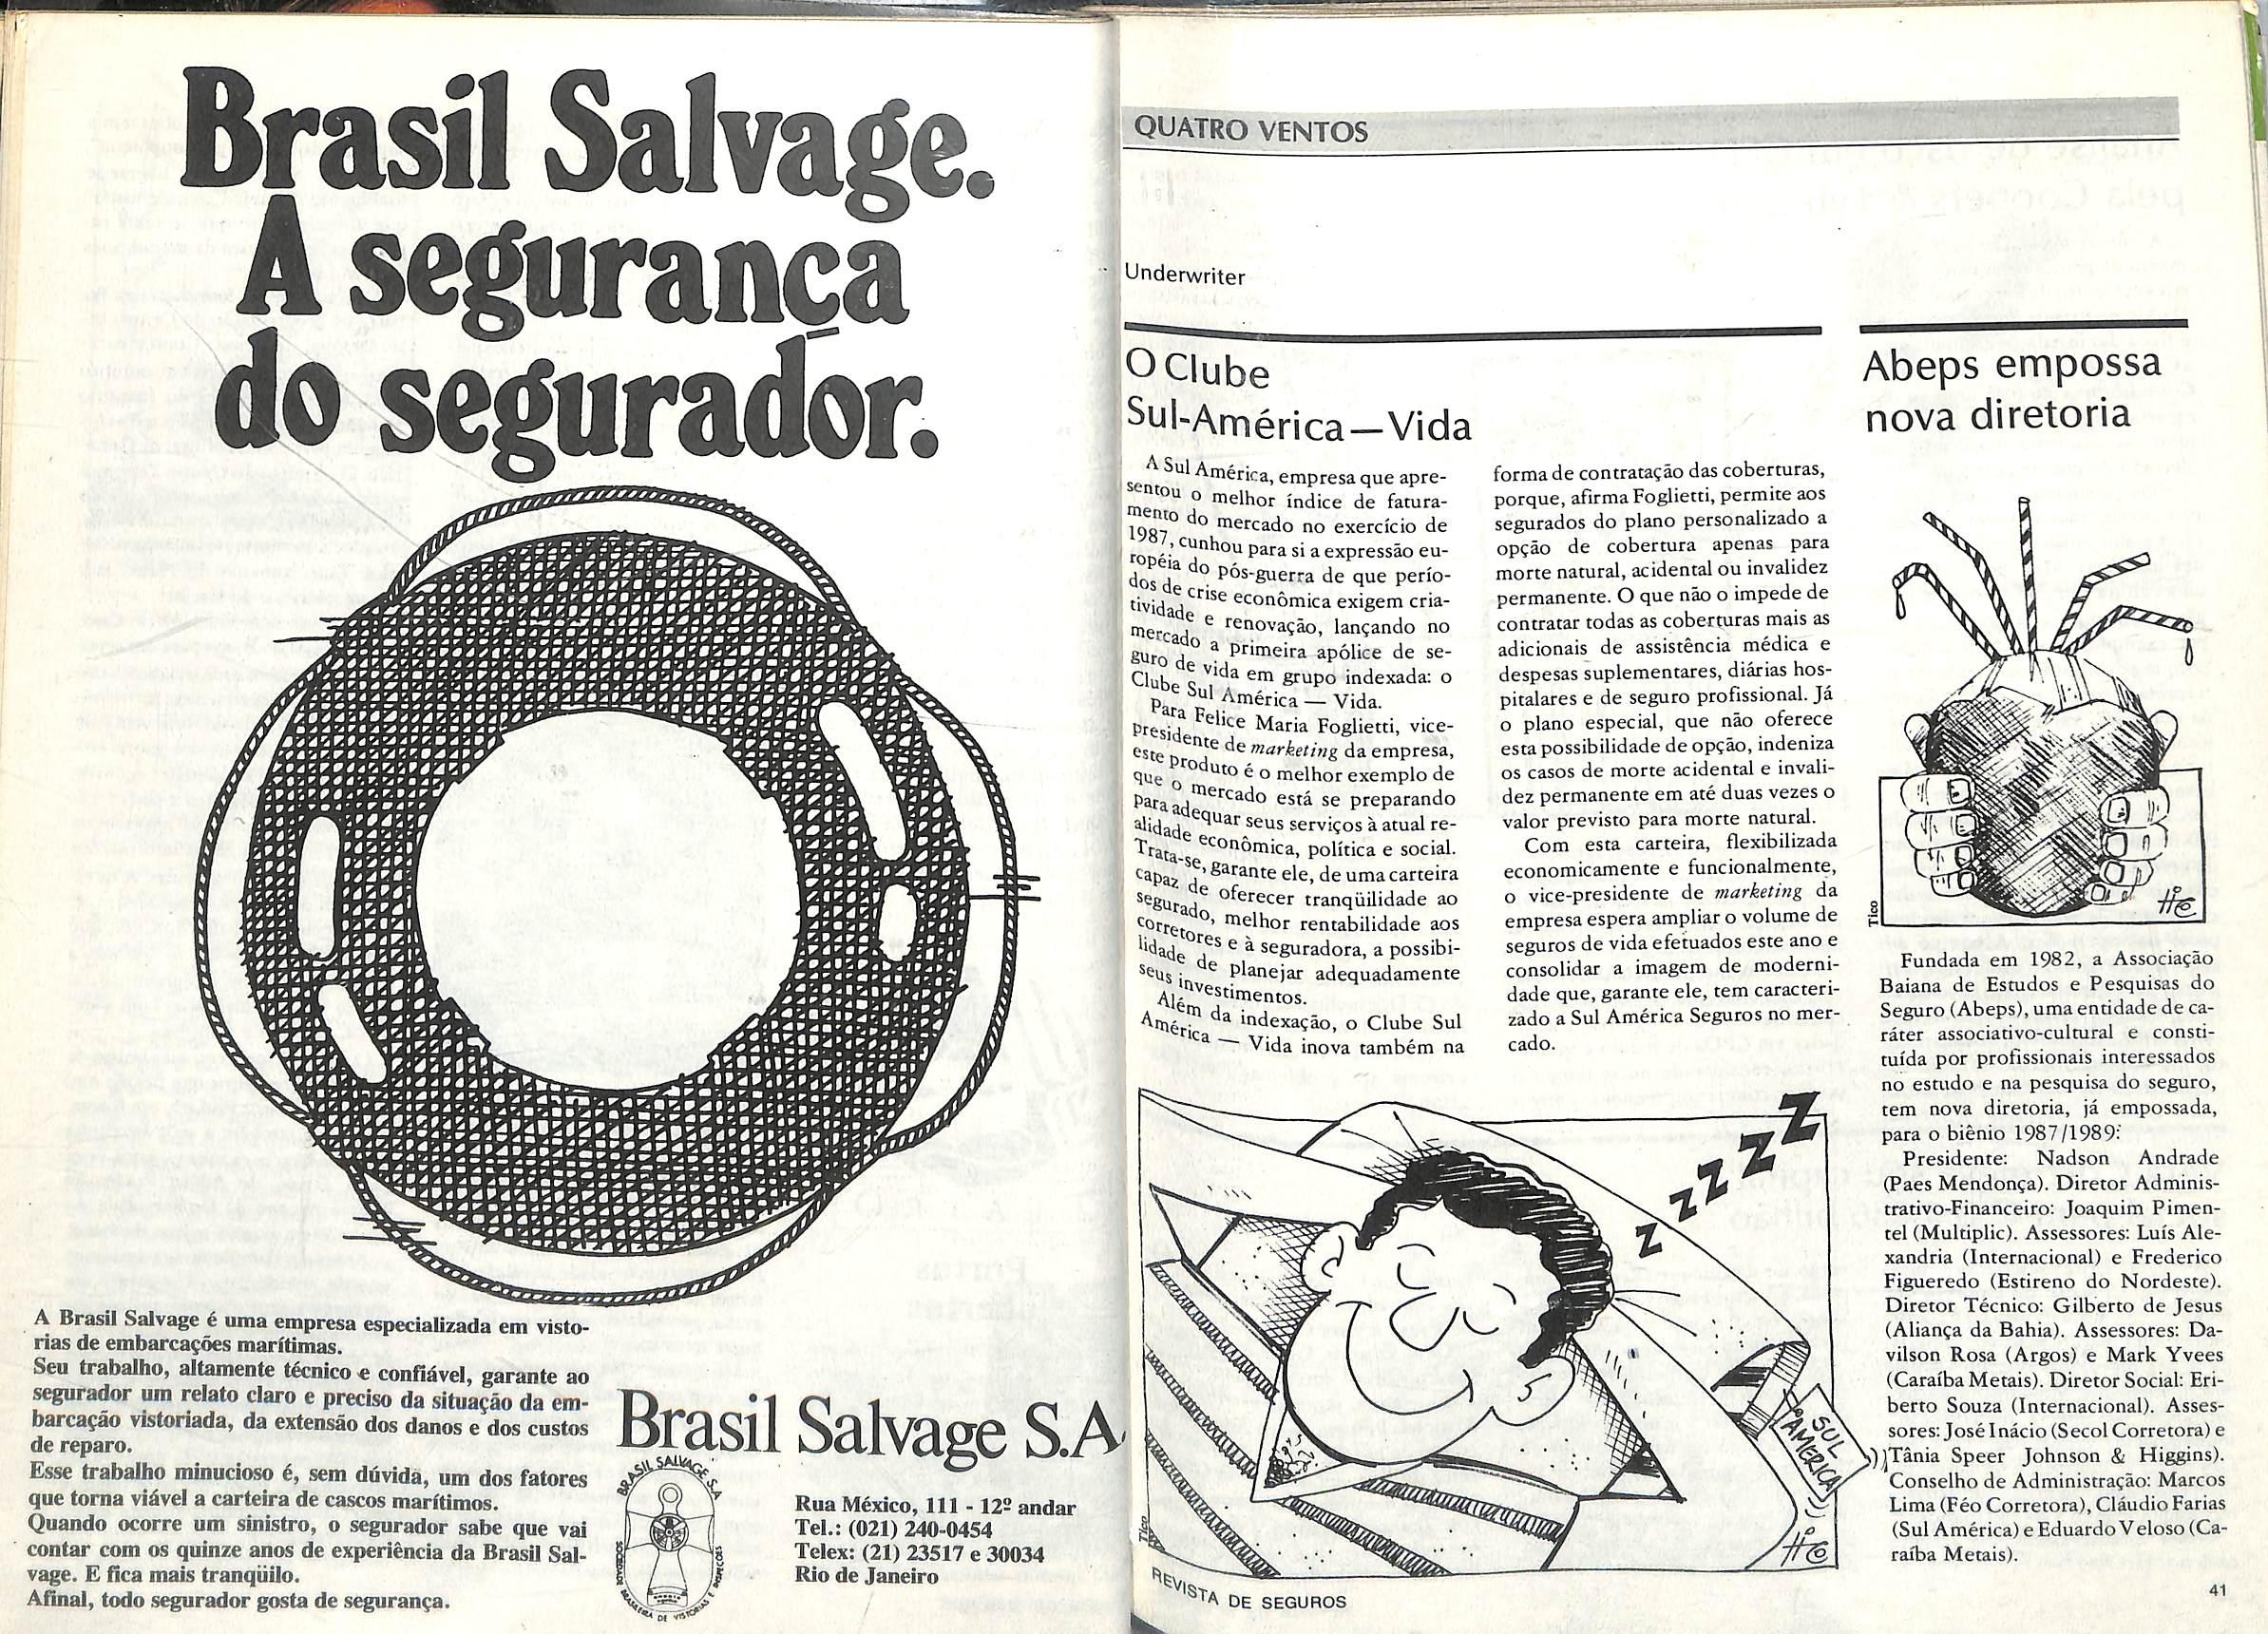 Brasil Salvage.
A segurança
do segurador.
A Brasil Salvage é uma empresa especializada em visto-
rias de embarcações marítimas.
Seu trabalho, altamente técnico e confiável, garante ao
segurador um relato claro e preciso da situação da em-
barcação vistoriada, da extensão dos danos e dos custos
de reparo.
Esse trabalho minucioso é, sem dúvida, um dos fatores
que torna viável a carteira de cascos marítimos.
Quando ocorre um sinistro, o segurador sabe que vai
contar com os quinze anos de experiência da Brasil Sal-
vage. E fica mais tranqüilo.
Afinal, todo segurador gosta de segurança.
Brasil Salvage S.A
BRASIL SALVAGE S.A
SOCIEDADE BRASILEIRA DE VISTORIAS E INSPEÇÕES
Rua México, 111 - 12º andar
Tel.: (021) 240-0454
Telex: (21) 23517 e 30034
Rio de Janeiro
QUATRO VENTOS
Underwriter
O Clube
Sul-América — Vida
A Sul América, empresa que apre-
sentou o melhor índice de fatura-
mento do mercado no exercício de
1987, cunhou para si a expressão eu-
ropéia do pós-guerra de que perío-
dos de crise econômica exigem cria-
tividade e renovação, lançando no
mercado a primeira apólice de se-
guro de vida em grupo indexada: o
Clube Sul América — Vida.
Para Felice Maria Foglietti, vice-
presidente de marketing da empresa,
este produto é o melhor exemplo de
que o mercado está se preparando
para adequar seus serviços à atual re-
alidade econômica, política e social.
Trata-se, garante ele, de uma carteira
capaz de oferecer tranqüilidade ao
segurado, melhor rentabilidade aos
corretores e à seguradora, a possibi-
lidade de planejar adequadamente
seus investimentos.
Além da indexação, o Clube Sul
América — Vida inova também na
forma de contratação das coberturas,
porque, afirma Foglietti, permite aos
segurados do plano personalizado a
opção de cobertura apenas para
morte natural, acidental ou invalidez
permanente. O que não o impede de
contratar todas as coberturas mais as
adicionais de assistência médica e
despesas suplementares, diárias hos-
pitalares e de seguro profissional. Já
o plano especial, que não oferece
esta possibilidade de opção, indeniza
os casos de morte acidental e invali-
dez permanente em até duas vezes o
valor previsto para morte natural.
Com esta carteira, flexibilizada
economicamente e funcionalmente,
o vice-presidente de marketing da
empresa espera ampliar o volume de
seguros de vida efetuados este ano e
consolidar a imagem de moderni-
dade que, garante ele, tem caracteri-
zado a Sul América Seguros no mer-
cado.
Z Z Z Z Z
SUL
AMERICA
Tico
Tico
Abeps empossa
nova diretoria
Tico
Tico
Fundada em 1982, a Associação
Baiana de Estudos e Pesquisas do
Seguro (Abeps), uma entidade de ca-
ráter associativo-cultural e consti-
tuída por profissionais interessados
no estudo e na pesquisa do seguro,
tem nova diretoria, já empossada,
para o biênio 1987/1989:
Presidente: Nadson Andrade
(Paes Mendonça). Diretor Adminis-
trativo-Financeiro: Joaquim Pimen-
tel (Multiplic). Assessores: Luís Ale-
xandria (Internacional) e Frederico
Figueredo (Estireno do Nordeste).
Diretor Técnico: Gilberto de Jesus
(Aliança da Bahia). Assessores: Da-
vilson Rosa (Argos) e Mark Yvees
(Caraíba Metais). Diretor Social: Eri-
berto Souza (Internacional). Asses-
sores: José Inácio (Secol Corretora) e
Tânia Speer Johnson & Higgins).
Conselho de Administração: Marcos
Lima (Féo Corretora), Cláudio Farias
(Sul América) e Eduardo Veloso (Ca-
raíba Metais).
REVISTA DE SEGUROS
41